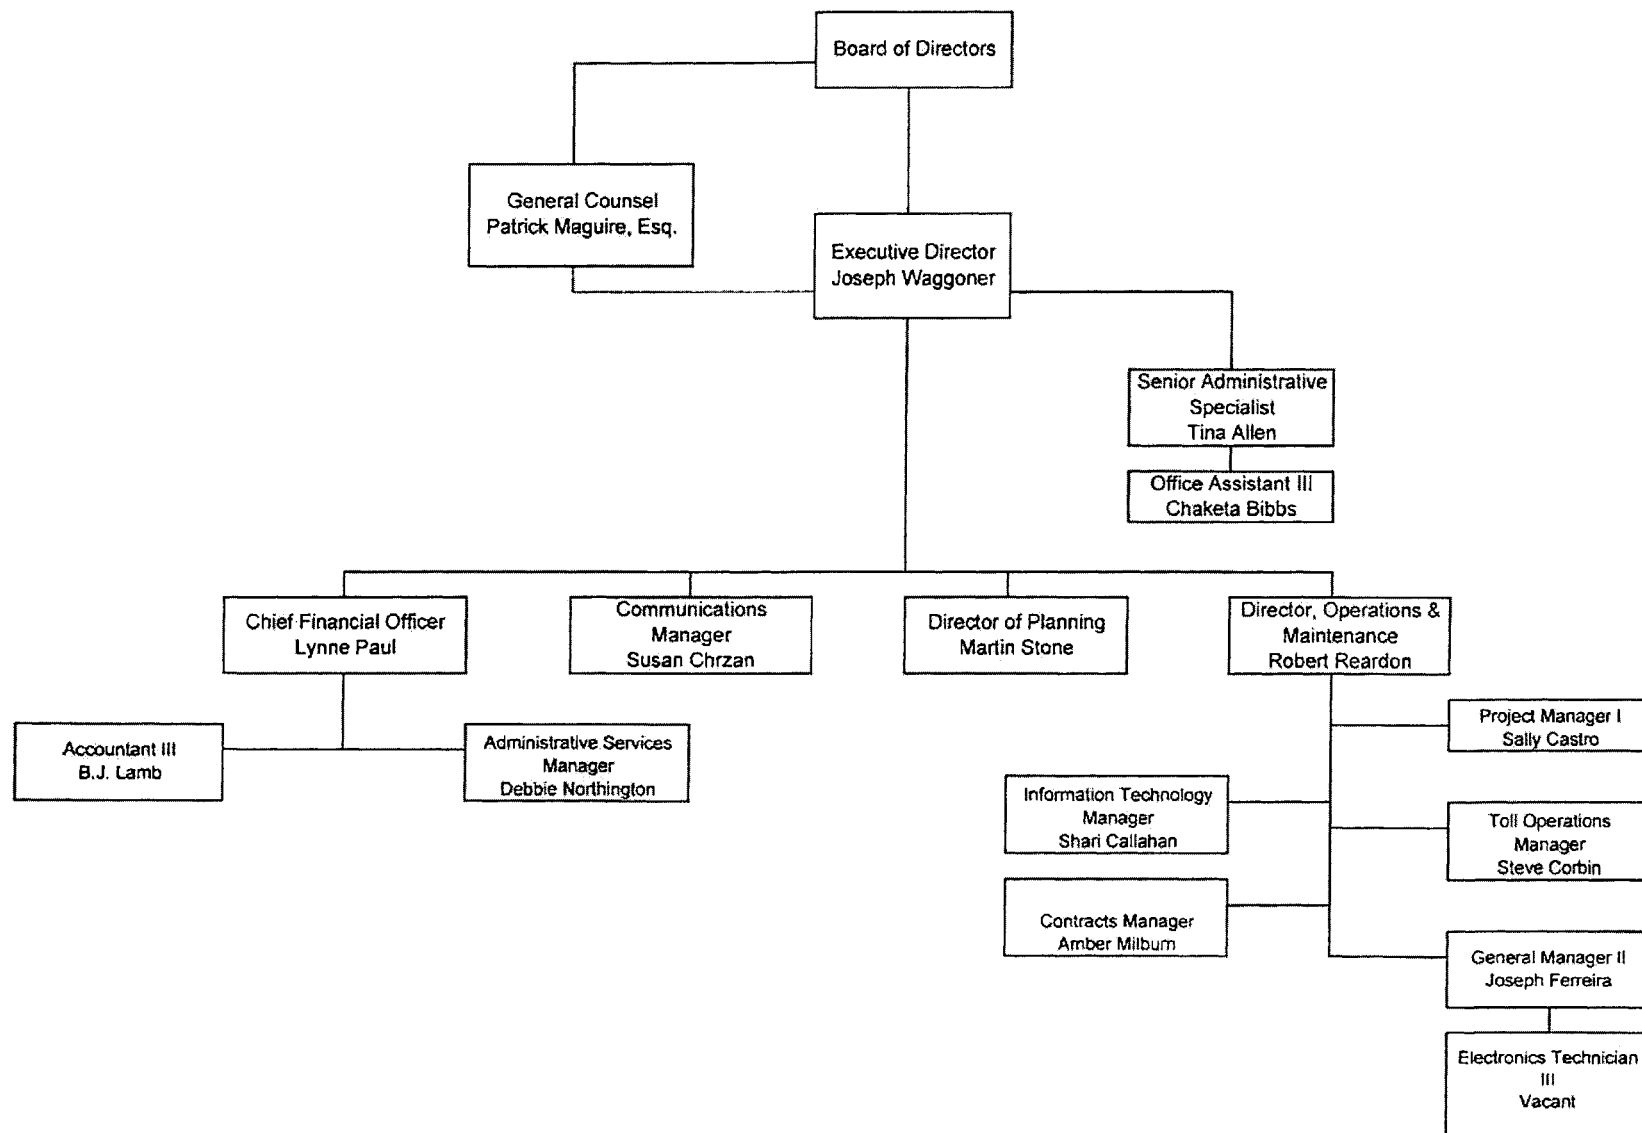 Board of Directors
General Counsel
Patrick Maguire, Esq.
Executive Director
Joseph Waggoner
Senior Administrative
Specialist
Tina Allen
Office Assistant III
Chaketa Bibbs
Chief Financial Officer
Lynne Paul
Communications
Manager
Susan Chrzan
Director of Planning
Martin Stone
Director, Operations &
Maintenance
Robert Reardon
Accountant III
B.J. Lamb
Administrative Services
Manager
Debbie Northington
Project Manager I
Sally Castro
Information Technology
Manager
Shari Callahan
Toll Operations
Manager
Steve Corbin
Contracts Manager
Amber Milburn
General Manager II
Joseph Ferreira
Electronics Technician
III
Vacant